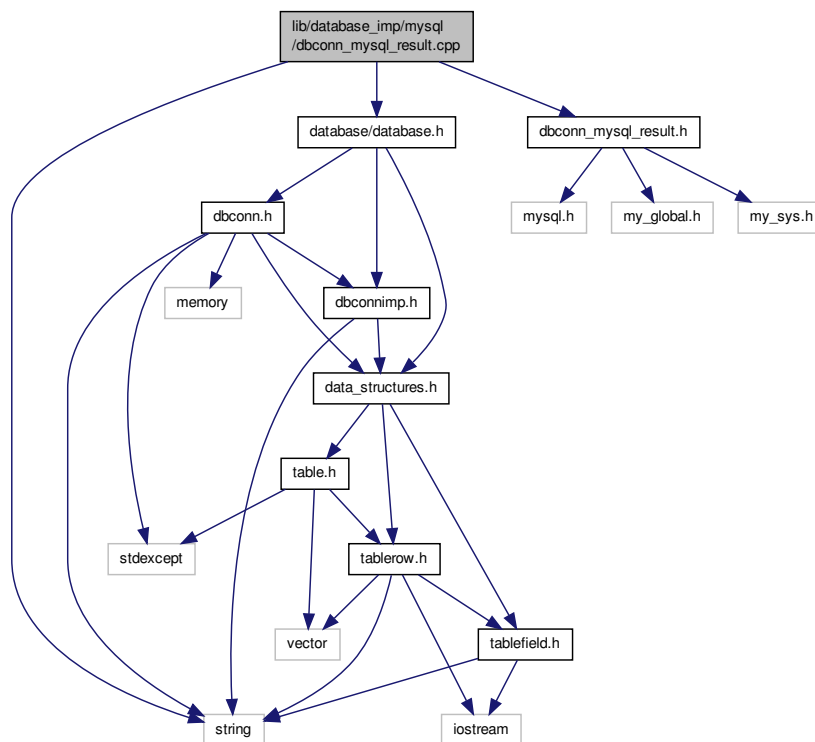 lib/database_imp/mysql
/dbconn_mysql_result.cpp
database/database.h
dbconn_mysql_result.h
dbconn.h
mysql.h
my_global.h
my_sys.h
memory
dbconnimp.h
data_structures.h
table.h
stdexcept
tablerow.h
vector
tablefield.h
string
iostream